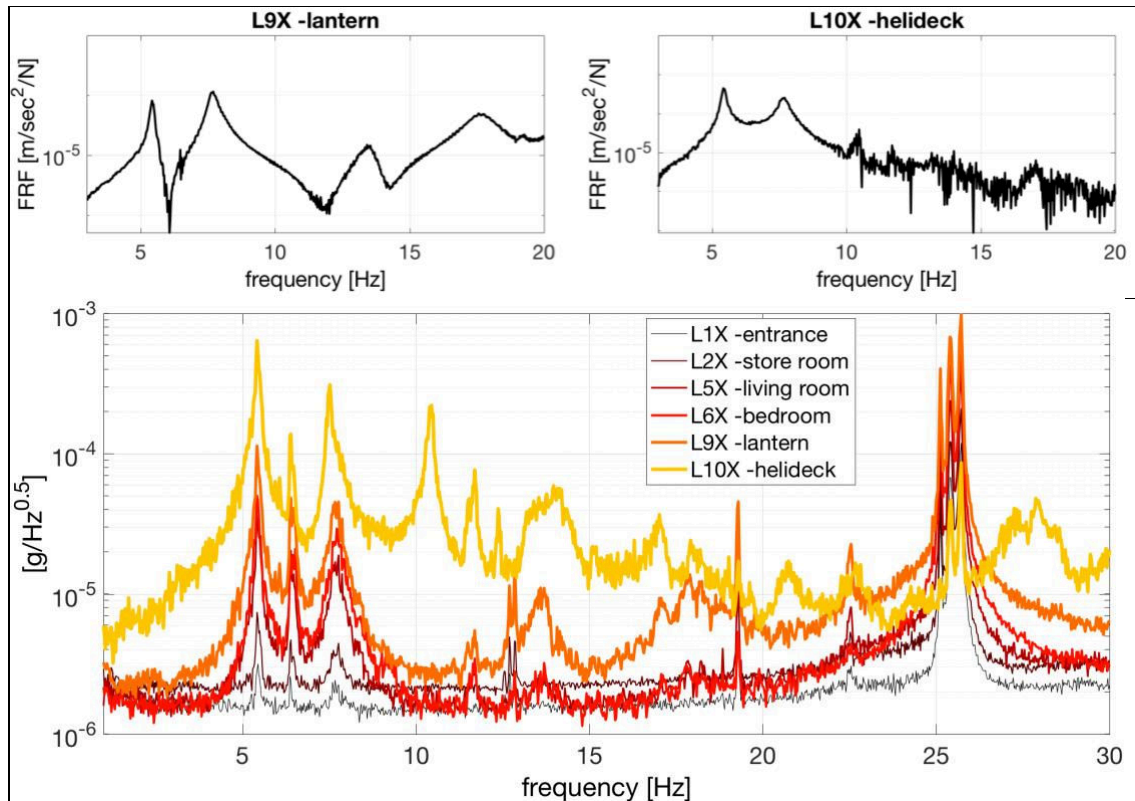 L9X -lantern
L10X -helideck
FRF [m/sec²/N]
10⁻⁵
5
10
15
20
frequency [Hz]
FRF [m/sec²/N]
10⁻⁵
5
10
15
20
frequency [Hz]
10⁻³
10⁻⁴
10⁻⁵
10⁻⁶
[g/Hz⁰·⁵]
L1X -entrance
L2X -store room
L5X -living room
L6X -bedroom
L9X -lantern
L10X -helideck
5
10
15
20
25
30
frequency [Hz]